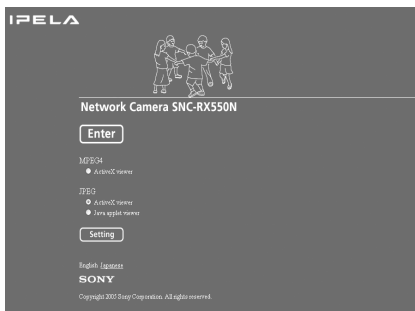 IPELA
Network Camera SNC-RX550N
Enter
MPEG4
ActiveX viewer
JPEG
ActiveX viewer
Java applet viewer
Setting
English Japanese
SONY
Copyright 2005 Sony Corporation. All rights reserved.